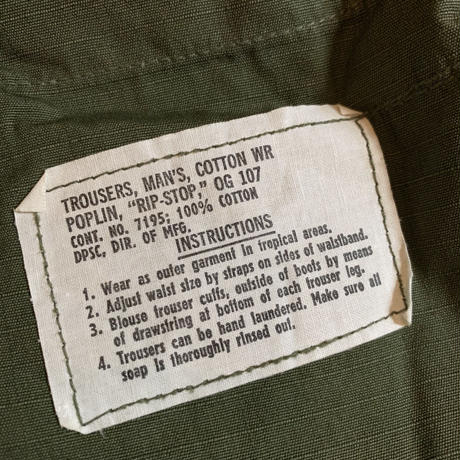 TROUSERS, MAN'S, COTTON WR
POPLIN, "RIP-STOP," OG 107
CONT. NO. 7195; 100% COTTON
DPSC, DIR. OF MFG.
INSTRUCTIONS
1. Wear as outer garment in tropical areas.
2. Adjust waist size by straps on sides of waistband.
3. Blouse trouser cuffs, outside of boots by means
of drawstring at bottom of each trouser leg.
4. Trousers can be hand laundered. Make sure all
soap is thoroughly rinsed out.